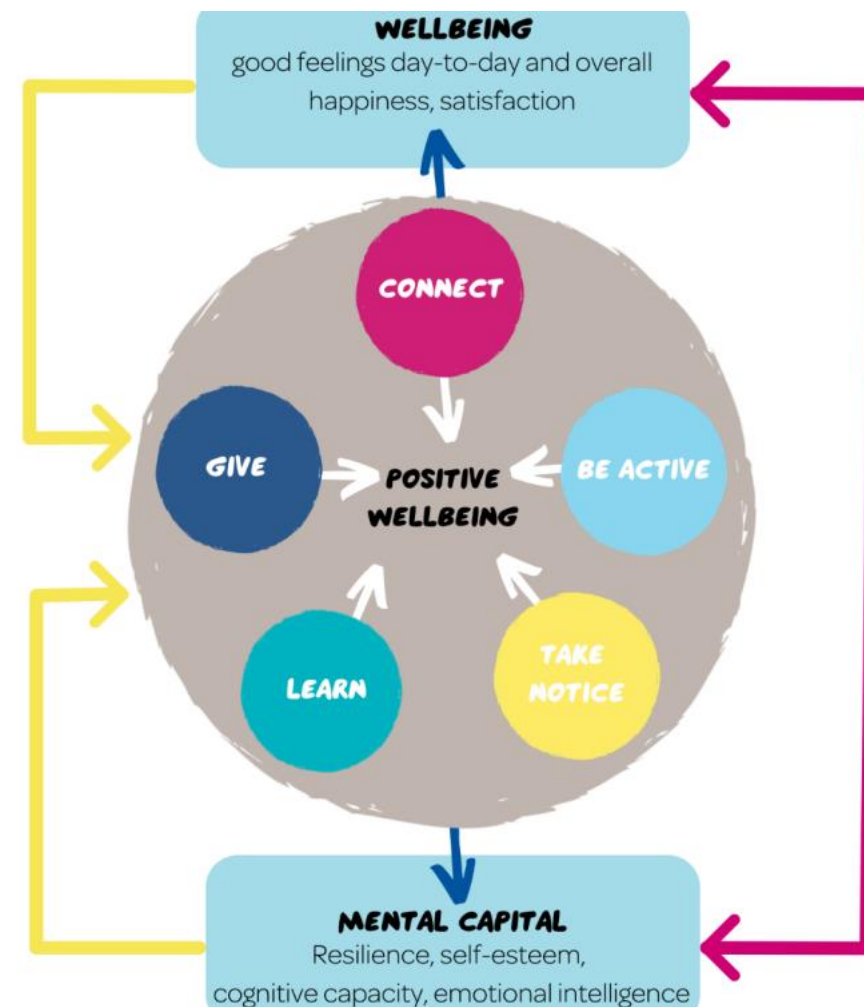 WELLBEING
good feelings day-to-day and overall
happiness, satisfaction
CONNECT
GIVE
BE ACTIVE
POSITIVE
WELLBEING
LEARN
TAKE
NOTICE
MENTAL CAPITAL
Resilience, self-esteem,
cognitive capacity, emotional intelligence